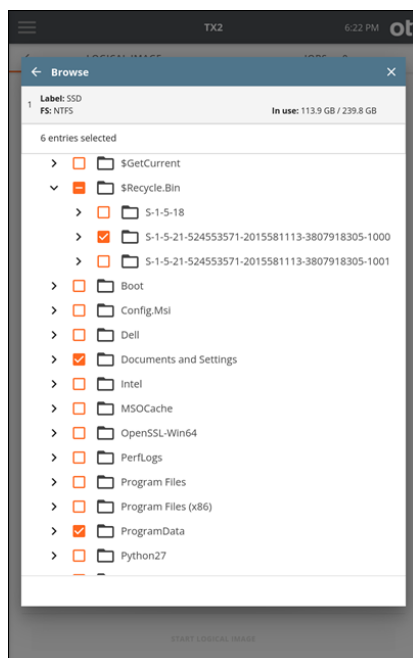 TX2
6:22 PM
ot
LOGICAL IMAGE
Browse
1
Label: SSD
FS: NTFS
In use: 113.9 GB / 239.8 GB
6 entries selected
$GetCurrent
$Recycle.Bin
S-1-5-18
S-1-5-21-524553571-2015581113-3807918305-1000
S-1-5-21-524553571-2015581113-3807918305-1001
Boot
Config.Msi
Dell
Documents and Settings
Intel
MSOCache
OpenSSL-Win64
PerfLogs
Program Files
Program Files (x86)
ProgramData
Python27
START LOGICAL IMAGE